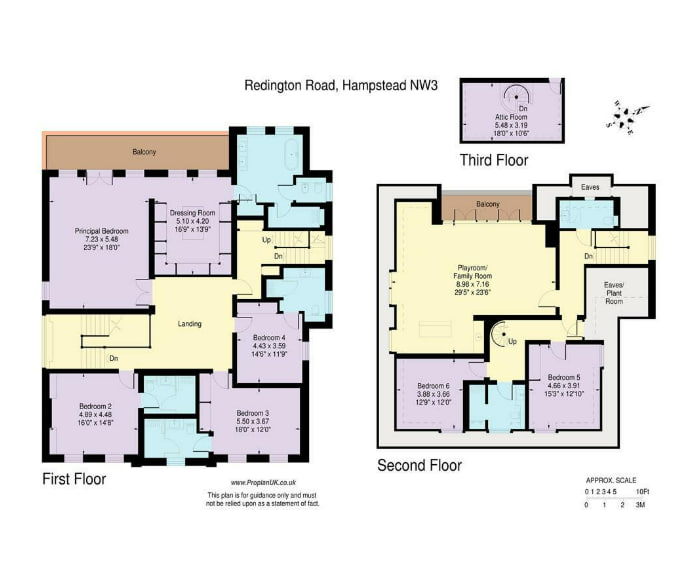 Redington Road, Hampstead NW3
Dn
Attic Room
5.48 x 3.19
18'0" x 10'6"
Third Floor
N
E
S
W
Balcony
Principal Bedroom
7.23 x 5.48
23'9" x 18'0"
Dressing Room
5.10 x 4.20
16'9" x 13'9"
Up
Dn
Landing
Dn
Bedroom 4
4.43 x 3.59
14'6" x 11'9"
Bedroom 2
4.89 x 4.48
16'0" x 14'8"
Bedroom 3
5.50 x 3.67
18'0" x 12'0"
First Floor
www.ProplanUK.co.uk
This plan is for guidance only and must
not be relied upon as a statement of fact.
Eaves
Balcony
Dn
Playroom/
Family Room
8.98 x 7.16
29'5" x 23'6"
Eaves/
Plant
Room
Up
Bedroom 6
3.88 x 3.66
12'9" x 12'0"
Bedroom 5
4.66 x 3.91
15'3" x 12'10"
Second Floor
APPROX. SCALE
0 1 2 3 4 5 10Ft
0 1 2 3M